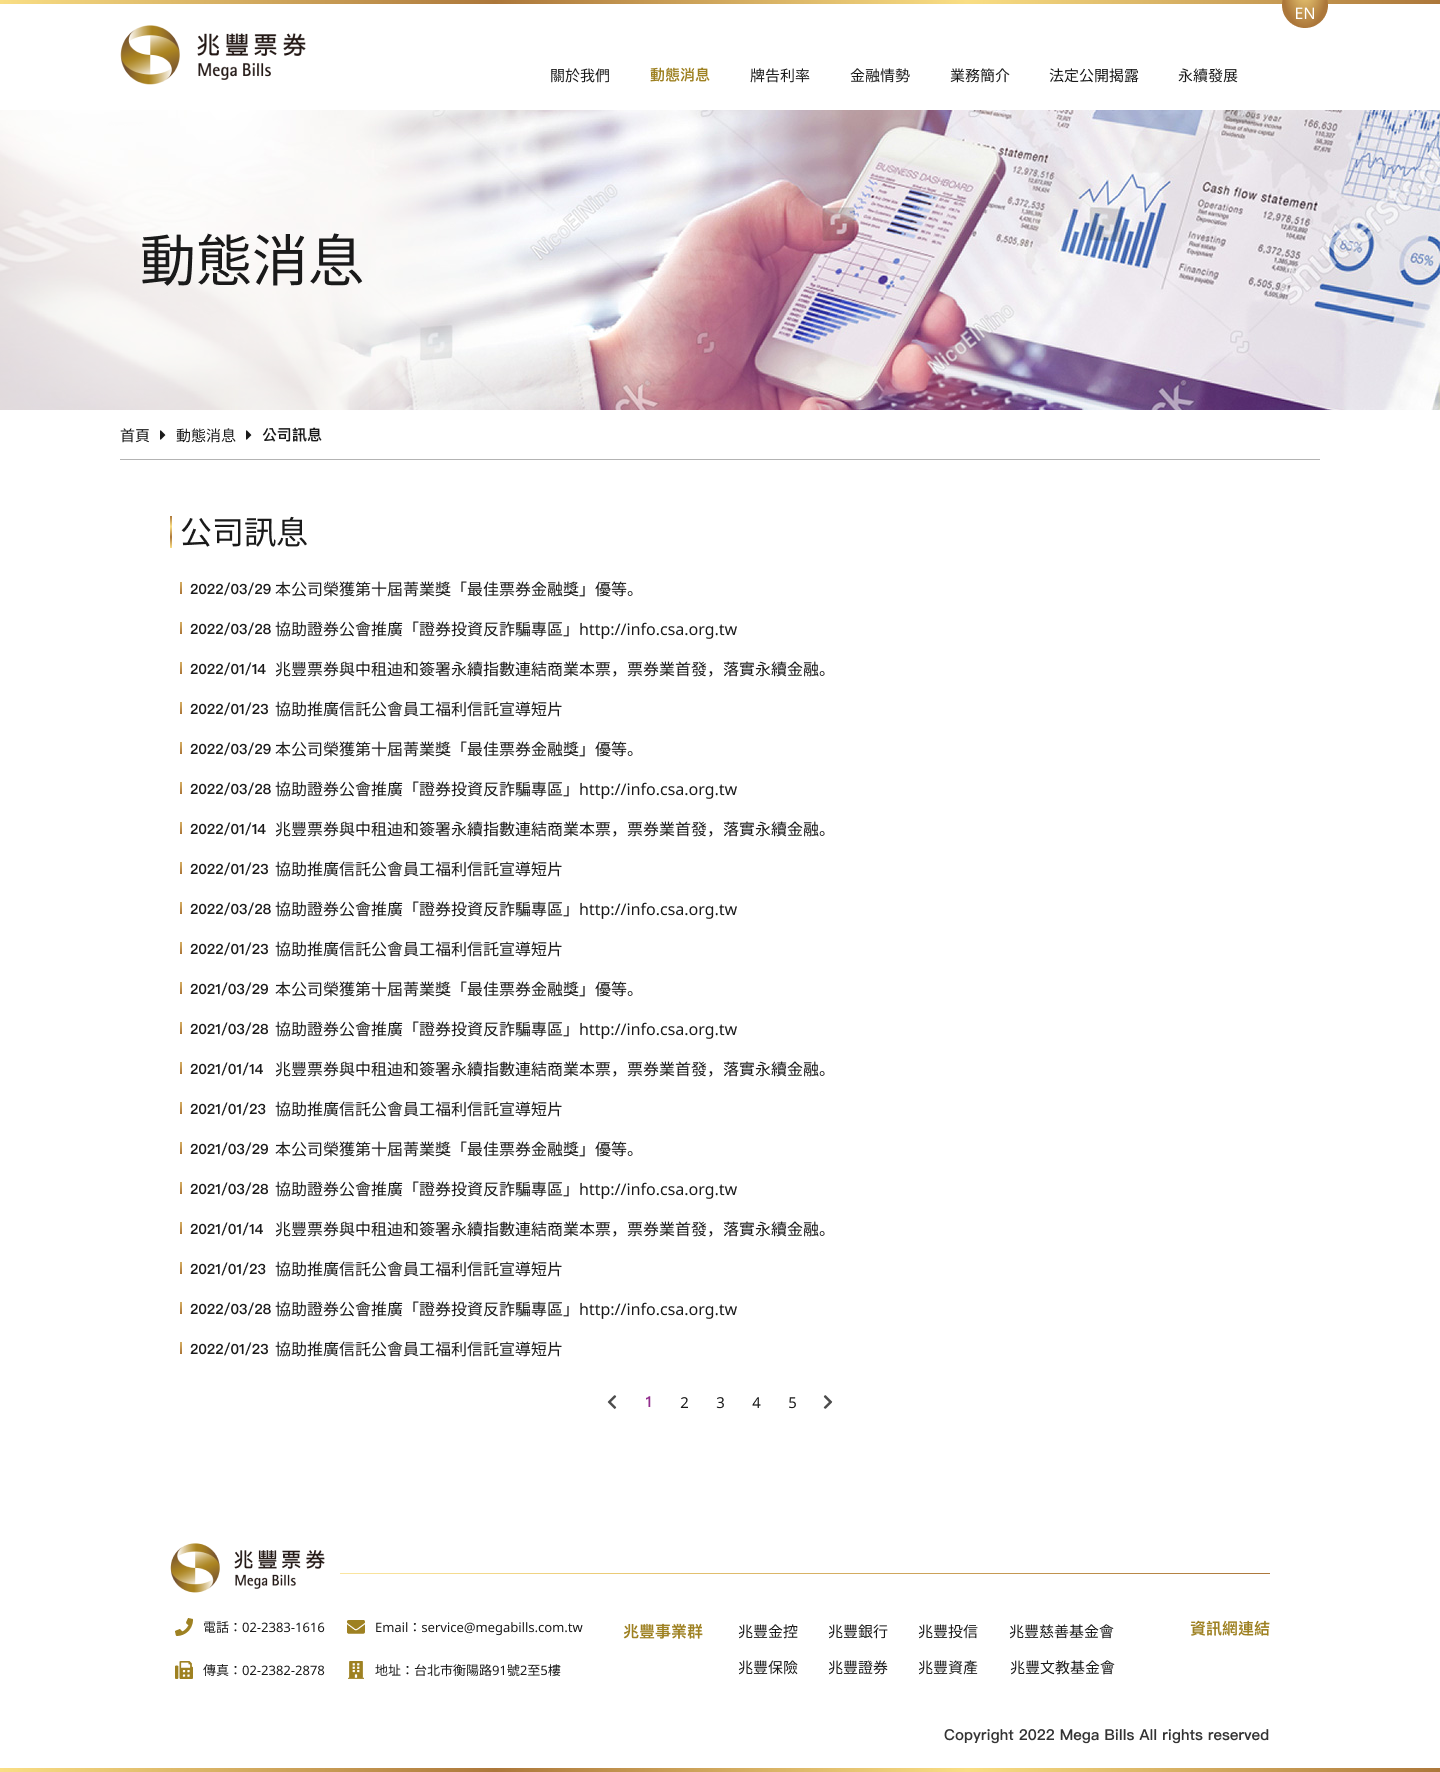 EN
兆豐票券
Mega Bills
關於我們 動態消息 牌告利率 金融情勢 業務簡介 法定公開揭露 永續發展
動態消息
BUSINESS DASHBOARD
NicoElNino
NicoElNino
shutterstock
Cash flow statement
Operations
Investing
Financing
12,978,516
6,372,535
6,505,981
166,630
85%
65%
首頁 動態消息 公司訊息
公司訊息
2022/03/29 本公司榮獲第十屆菁業獎「最佳票券金融獎」優等。
2022/03/28 協助證券公會推廣「證券投資反詐騙專區」http://info.csa.org.tw
2022/01/14 兆豐票券與中租迪和簽署永續指數連結商業本票，票券業首發，落實永續金融。
2022/01/23 協助推廣信託公會員工福利信託宣導短片
2022/03/29 本公司榮獲第十屆菁業獎「最佳票券金融獎」優等。
2022/03/28 協助證券公會推廣「證券投資反詐騙專區」http://info.csa.org.tw
2022/01/14 兆豐票券與中租迪和簽署永續指數連結商業本票，票券業首發，落實永續金融。
2022/01/23 協助推廣信託公會員工福利信託宣導短片
2022/03/28 協助證券公會推廣「證券投資反詐騙專區」http://info.csa.org.tw
2022/01/23 協助推廣信託公會員工福利信託宣導短片
2021/03/29 本公司榮獲第十屆菁業獎「最佳票券金融獎」優等。
2021/03/28 協助證券公會推廣「證券投資反詐騙專區」http://info.csa.org.tw
2021/01/14 兆豐票券與中租迪和簽署永續指數連結商業本票，票券業首發，落實永續金融。
2021/01/23 協助推廣信託公會員工福利信託宣導短片
2021/03/29 本公司榮獲第十屆菁業獎「最佳票券金融獎」優等。
2021/03/28 協助證券公會推廣「證券投資反詐騙專區」http://info.csa.org.tw
2021/01/14 兆豐票券與中租迪和簽署永續指數連結商業本票，票券業首發，落實永續金融。
2021/01/23 協助推廣信託公會員工福利信託宣導短片
2022/03/28 協助證券公會推廣「證券投資反詐騙專區」http://info.csa.org.tw
2022/01/23 協助推廣信託公會員工福利信託宣導短片
1 2 3 4 5
兆豐票券
Mega Bills
電話：02-2383-1616 Email：service@megabills.com.tw
傳真：02-2382-2878 地址：台北市衡陽路91號2至5樓
兆豐事業群 兆豐金控 兆豐銀行 兆豐投信 兆豐慈善基金會
兆豐保險 兆豐證券 兆豐資產 兆豐文教基金會
資訊網連結
Copyright 2022 Mega Bills All rights reserved